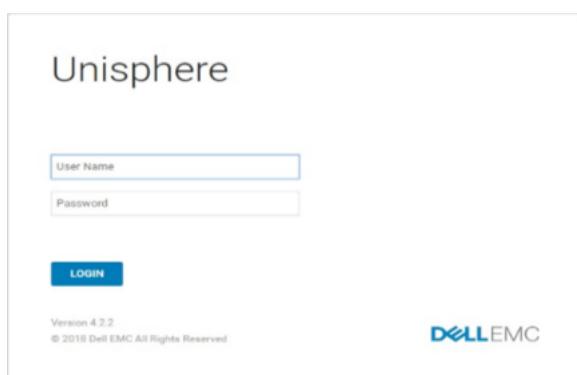 Unisphere
User Name
Password
LOGIN
Version 4.2.2
© 2018 Dell EMC All Rights Reserved
DELLEMC